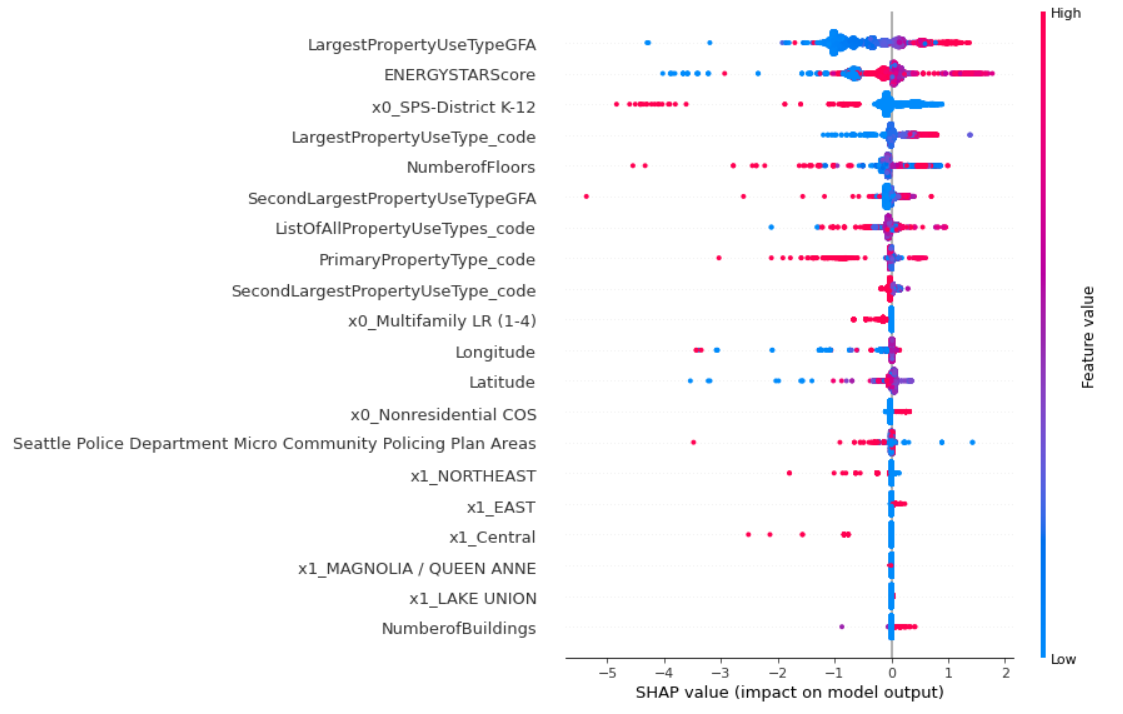 High
LargestPropertyUseTypeGFA
ENERGYSTARScore
x0_SPS-District K-12
LargestPropertyUseType_code
NumberofFloors
SecondLargestPropertyUseTypeGFA
ListOfAllPropertyUseTypes_code
PrimaryPropertyType_code
SecondLargestPropertyUseType_code
x0_Multifamily LR (1-4)
Longitude
Latitude
x0_Nonresidential COS
Seattle Police Department Micro Community Policing Plan Areas
x1_NORTHEAST
x1_EAST
x1_Central
x1_MAGNOLIA / QUEEN ANNE
x1_LAKE UNION
NumberofBuildings
Feature value
Low
−5 −4 −3 −2 −1 0 1 2
SHAP value (impact on model output)